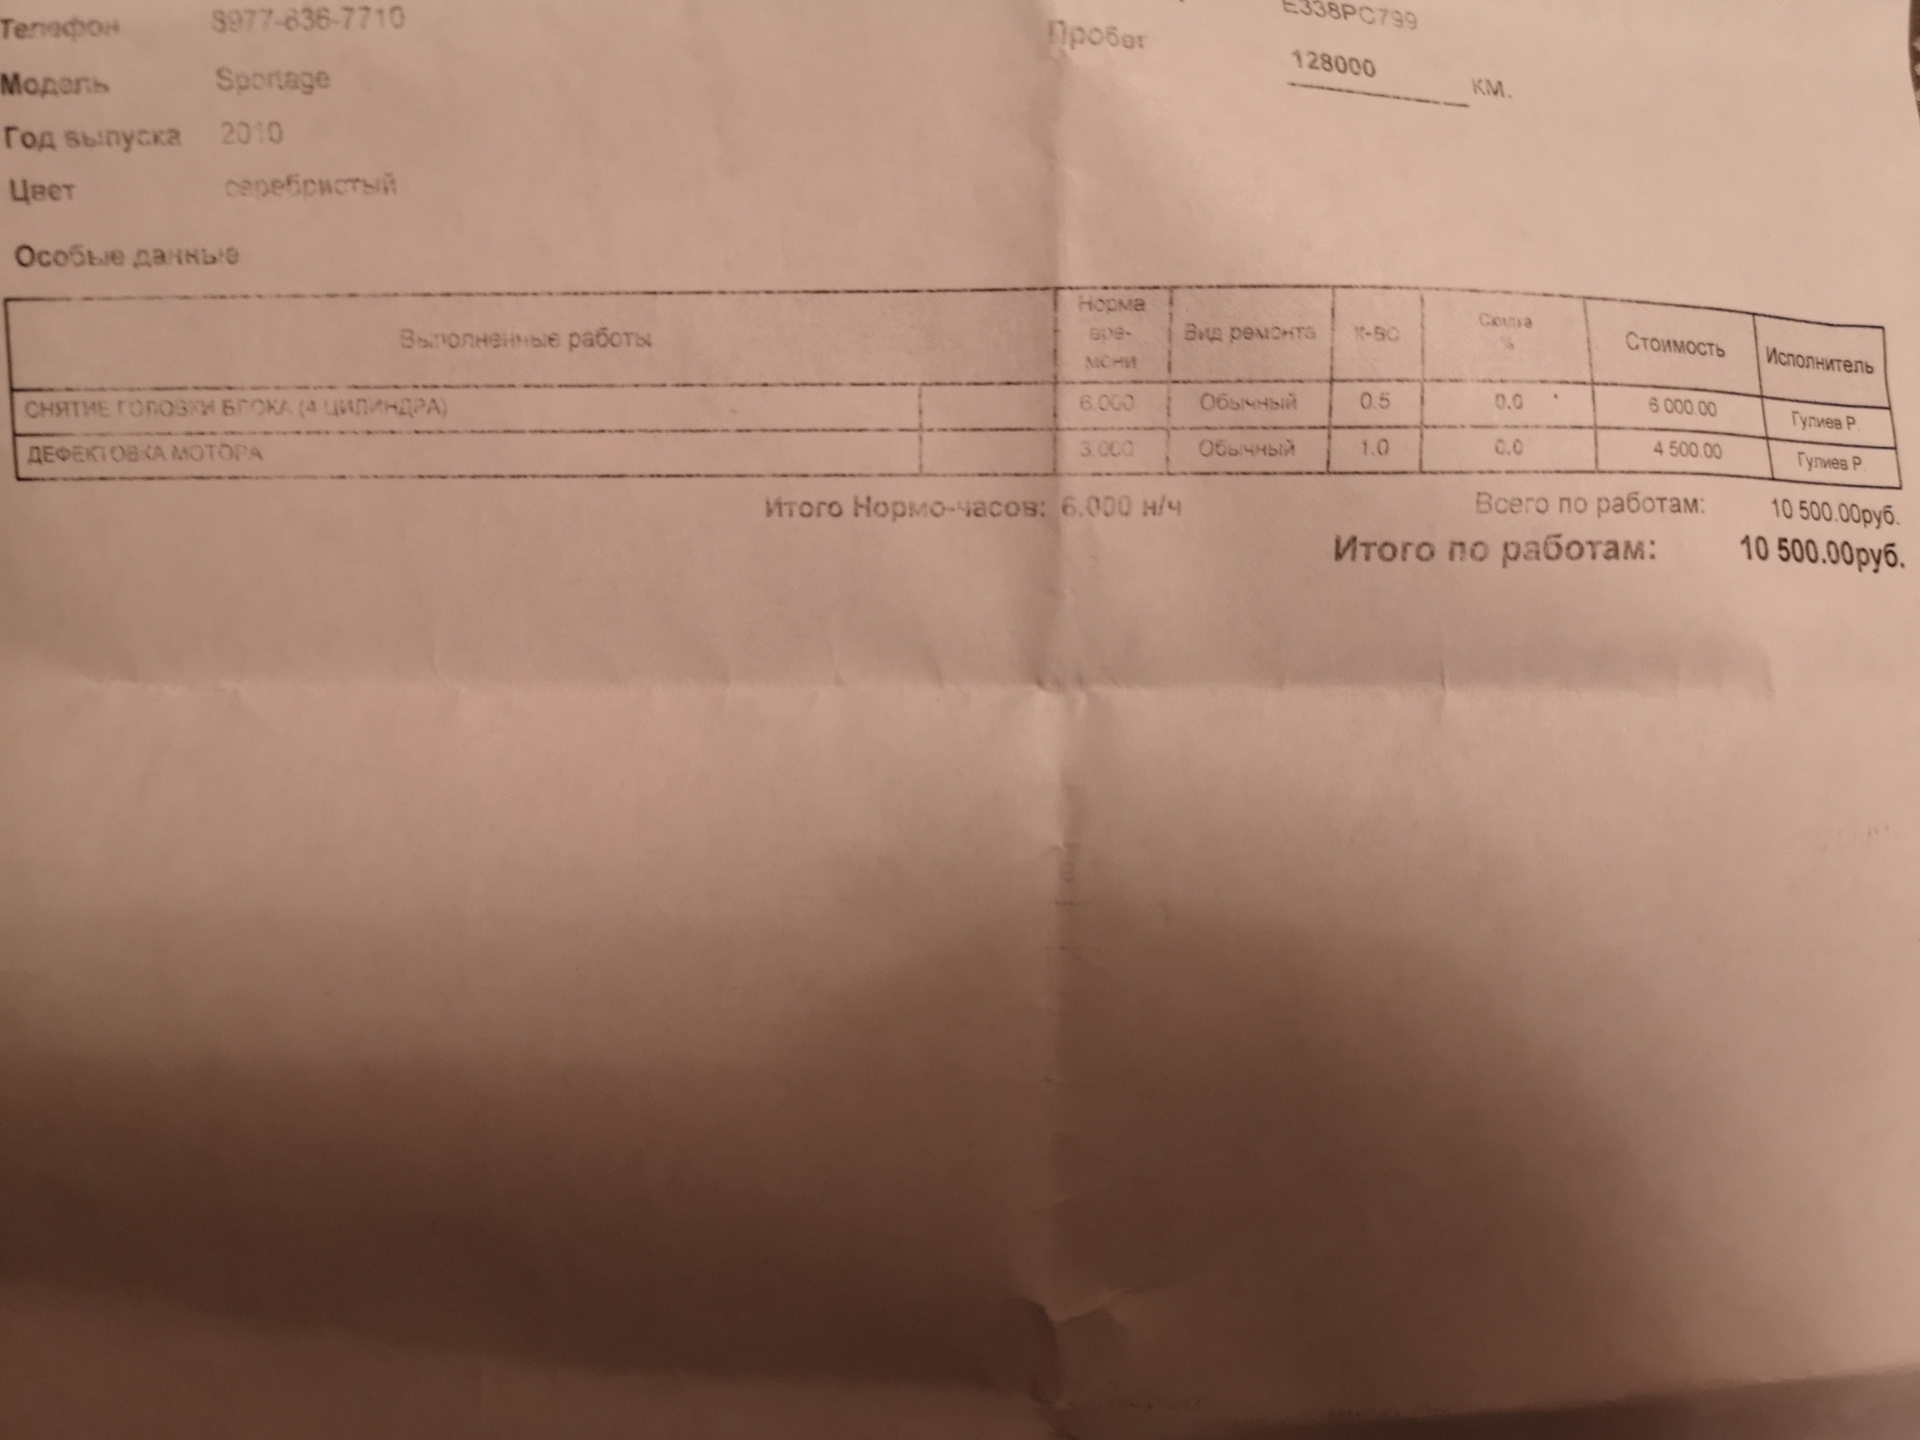 Телефон 8977-636-7710
Е338РС799
Пробег 128000 КМ.
Модель Sportage
Год выпуска 2010
Цвет серебристый
Особые данные
Выполненные работы Норма вре- мени Вид ремонта К-во Скидка % Стоимость Исполнитель
СНЯТИЕ ГОЛОВКИ БЛОКА (4 ЦИЛИНДРА) 6.000 Обычный 0.5 0.0 6 000.00 Гулиев Р.
ДЕФЕКТОВКА МОТОРА 3.000 Обычный 1.0 0.0 4 500.00 Гулиев Р.
Итого Нормо-часов: 6.000 н/ч Всего по работам: 10 500.00руб.
Итого по работам: 10 500.00руб.